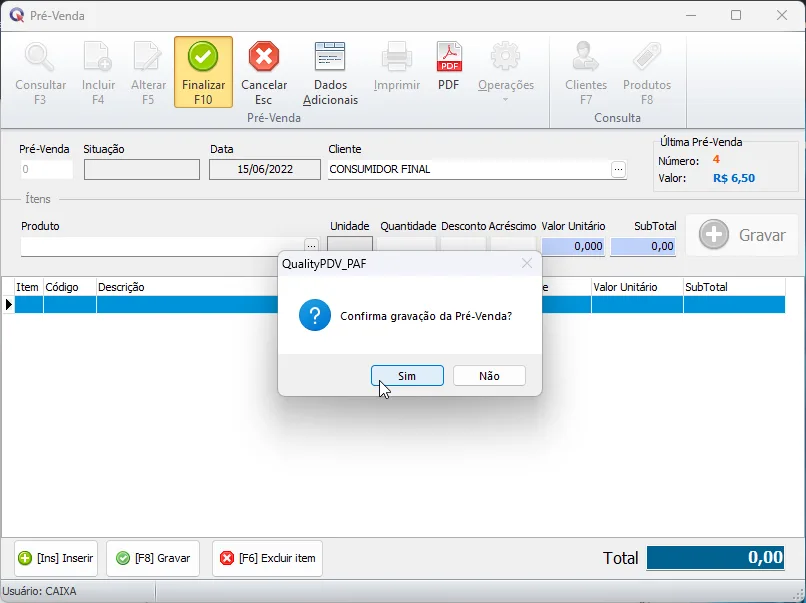 Pré-Venda
Consultar
F3
Incluir
F4
Alterar
F5
Finalizar
F10
Cancelar
Esc
Dados
Adicionais
Imprimir
PDF
PDF
Operações
Clientes
F7
Produtos
F8
Pré-Venda
Consulta
Pré-Venda
Situação
Data
Cliente
0
15/06/2022
CONSUMIDOR FINAL
...
Última Pré-Venda
Número: 4
Valor: R$ 6,50
Ítens
Produto
Unidade
Quantidade
Desconto
Acréscimo
Valor Unitário
SubTotal
...
0,000
0,00
Gravar
Item
Código
Descrição
e
Valor Unitário
SubTotal
QualityPDV_PAF
?
Confirma gravação da Pré-Venda?
Sim
Não
[Ins] Inserir
[F8] Gravar
[F6] Excluir item
Total
0,00
Usuário: CAIXA